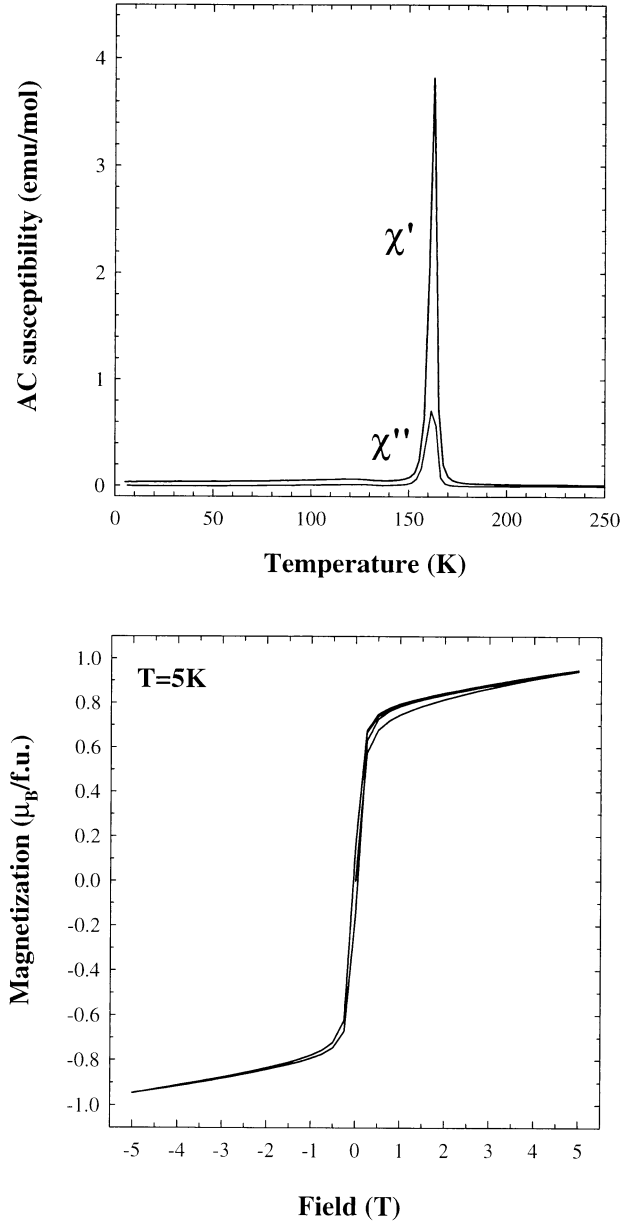 4
3
2
1
0
AC susceptibility (emu/mol)
χ'
χ''
0 50 100 150 200 250
Temperature (K)
T=5K
1.0
0.8
0.6
0.4
0.2
0.0
-0.2
-0.4
-0.6
-0.8
-1.0
Magnetization (μB/f.u.)
-5 -4 -3 -2 -1 0 1 2 3 4 5
Field (T)